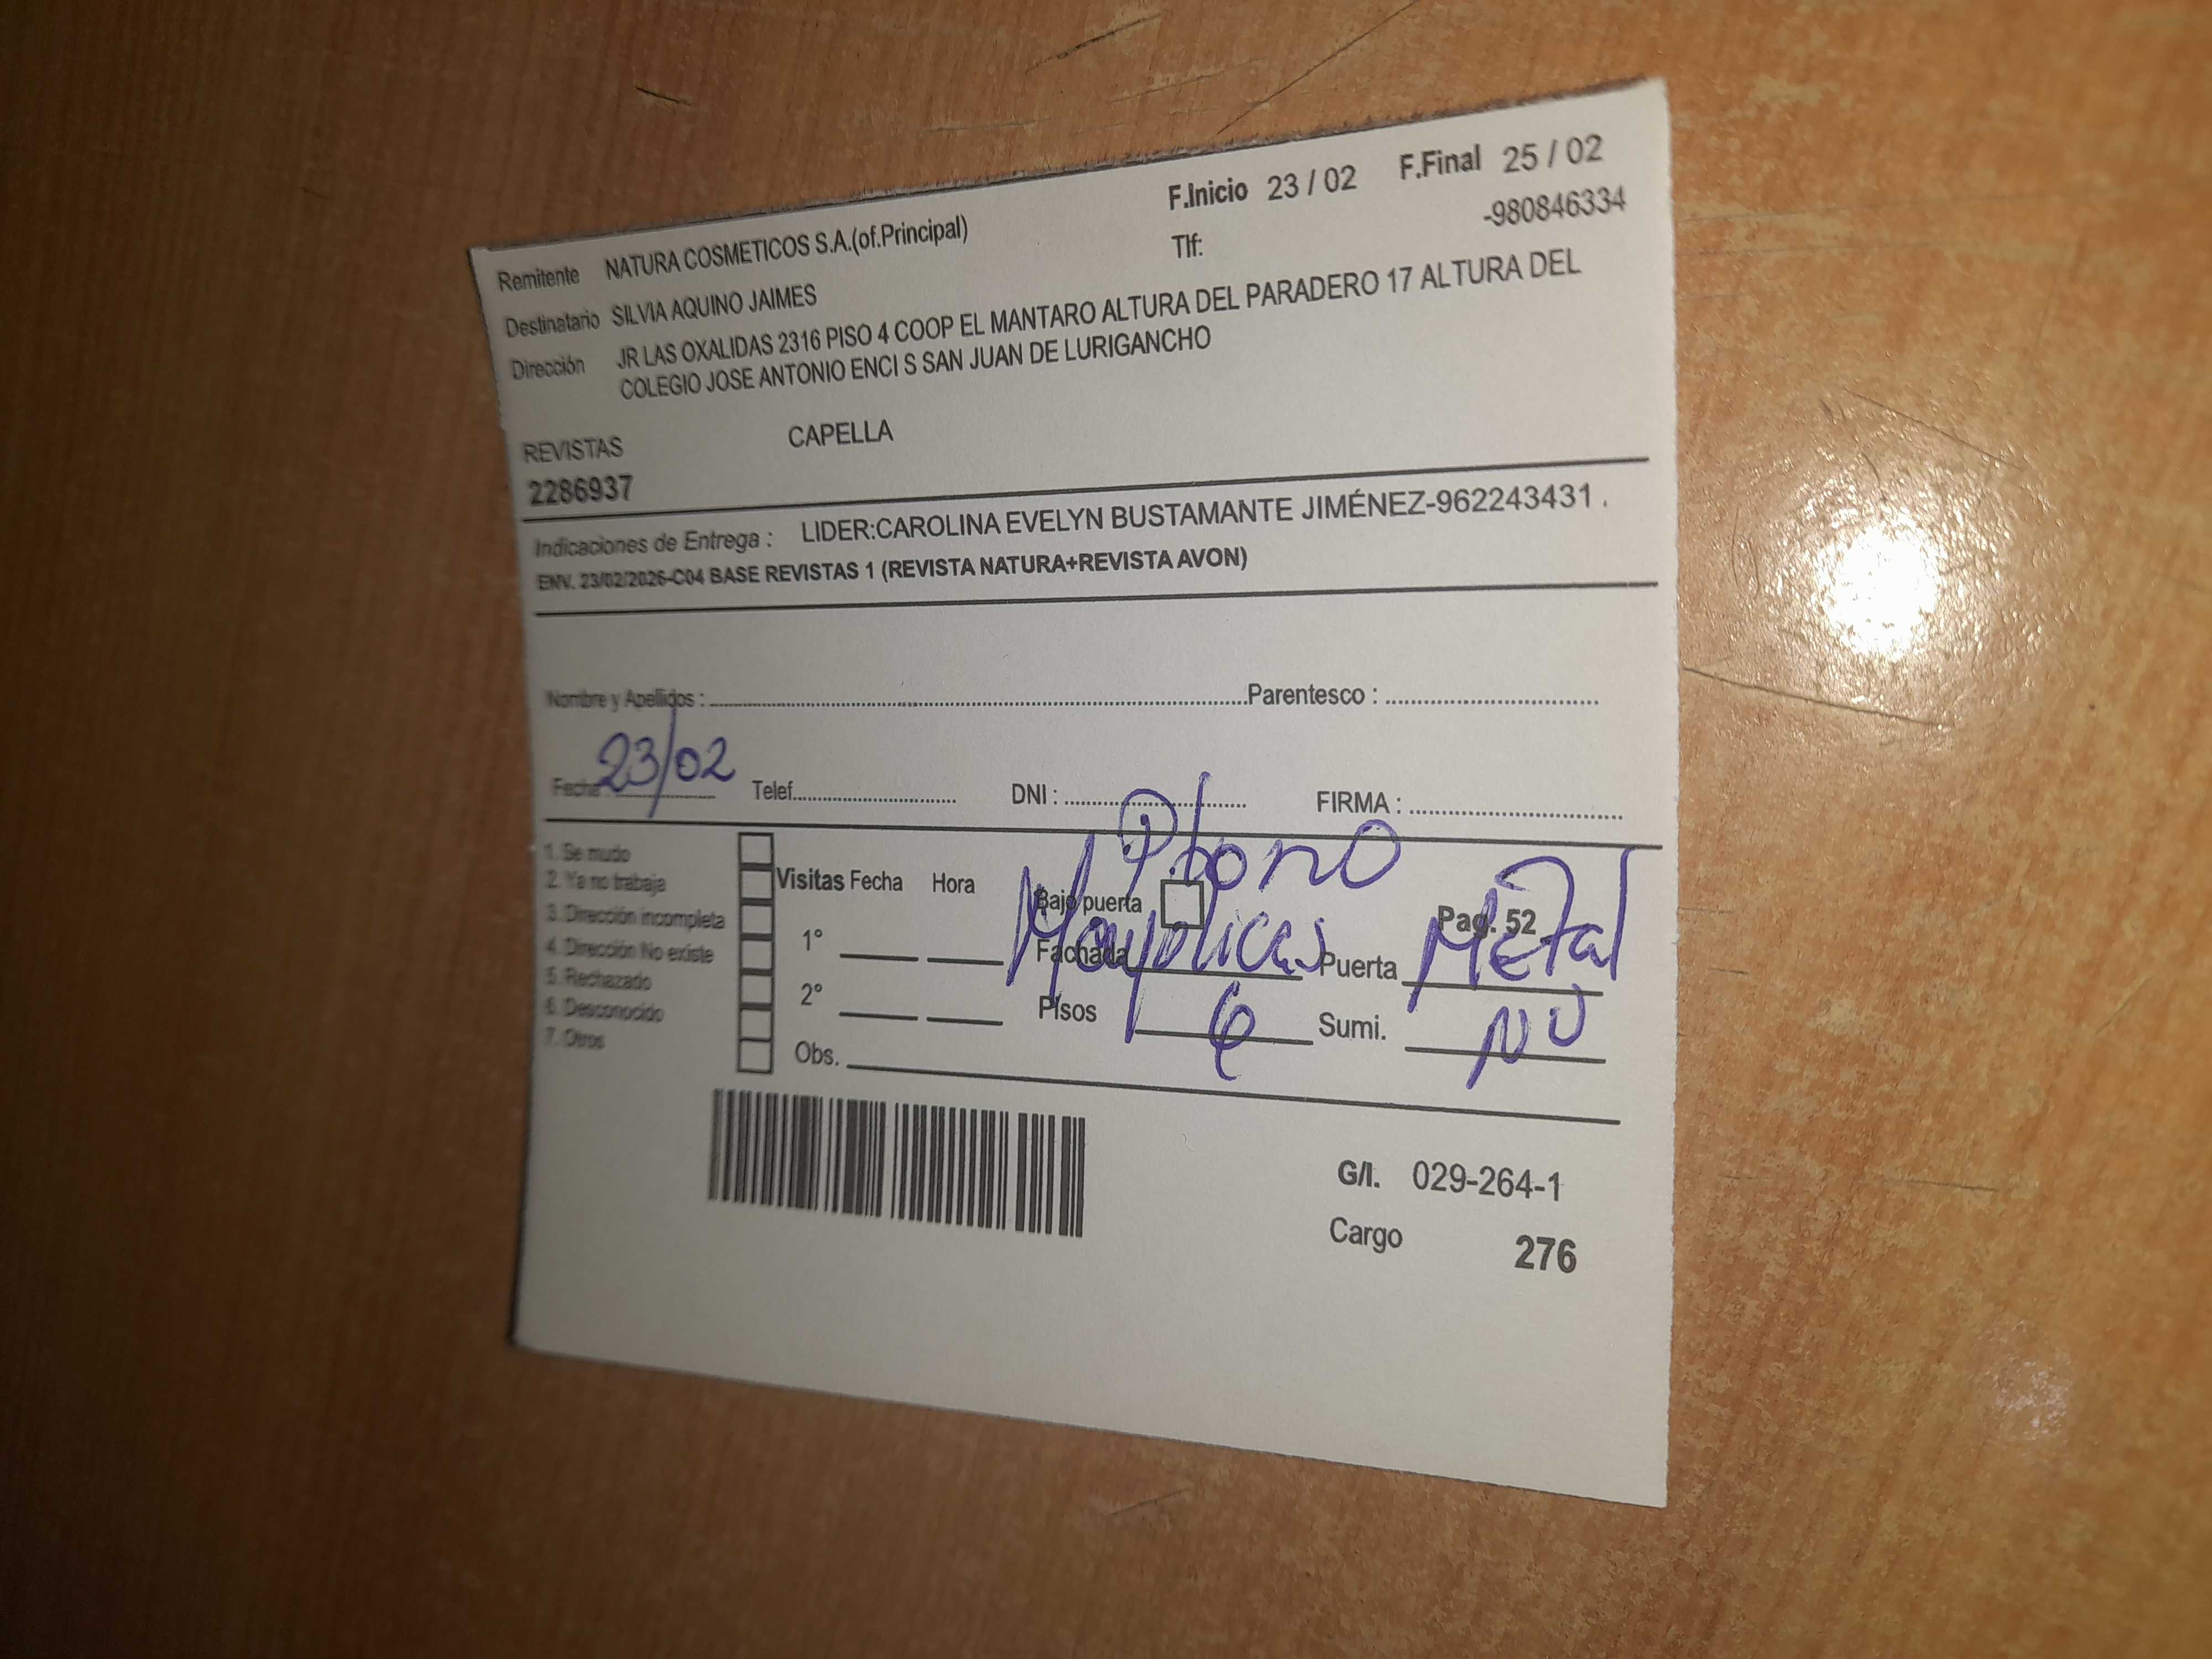 F.Inicio 23 / 02 F.Final 25 / 02
Remitente NATURA COSMETICOS S.A.(of.Principal) Tlf: -980846334
Destinatario SILVIA AQUINO JAIMES
Dirección JR LAS OXALIDAS 2316 PISO 4 COOP EL MANTARO ALTURA DEL PARADERO 17 ALTURA DEL
COLEGIO JOSE ANTONIO ENCI S SAN JUAN DE LURIGANCHO
REVISTAS CAPELLA
2286937
Indicaciones de Entrega : LIDER:CAROLINA EVELYN BUSTAMANTE JIMÉNEZ-962243431 .
ENV. 23/02/2026-C04 BASE REVISTAS 1 (REVISTA NATURA+REVISTA AVON)
Nombre y Apellidos : Parentesco :
Fecha 23/02 Telef. DNI : FIRMA :
1. Se mudo
2. Ya no trabaja Visitas Fecha Hora Bajo puerta Plomo
3. Dirección incompleta Pag. 52
4. Dirección No existe 1° Fachada Mayolicas Puerta Metal
5. Rechazado
6. Desconocido 2° Pisos 6 Sumi.
7. Otros Obs.
G/I. 029-264-1
Cargo 276